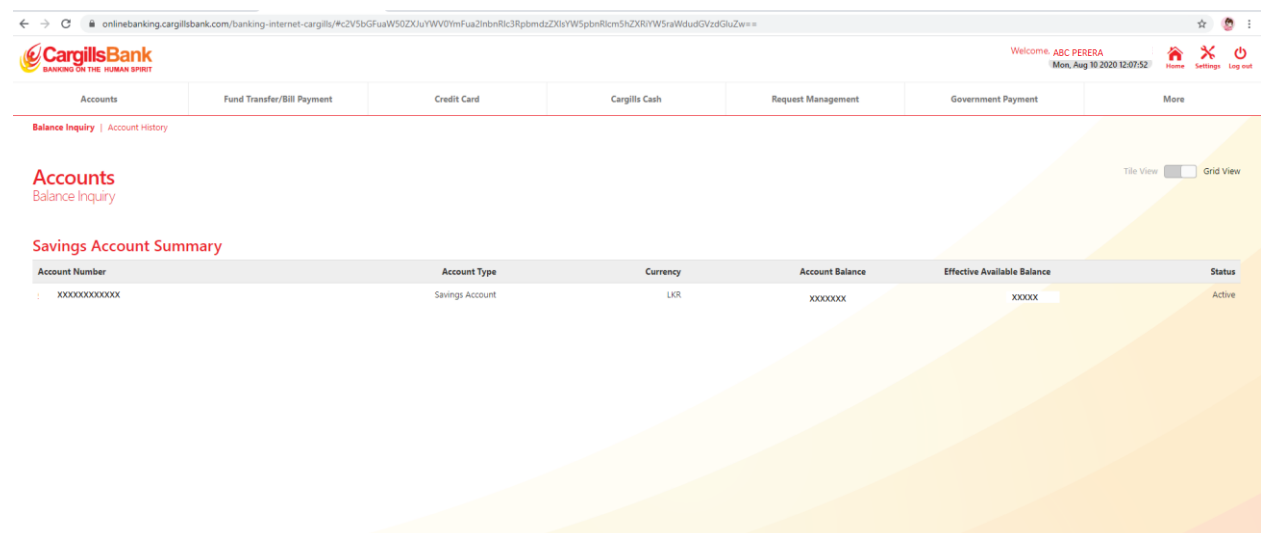 onlinebanking.cargillsbank.com/banking-internet-cargills/#c2V5bGFuaW50ZXJuYWV0YmFua2lnbnRlc3RpbmdzZXlsYW5pbnRlcm5hZXRiYW5raWdudGVzdGluZw==
CargillsBank
BANKING ON THE HUMAN SPIRIT
Welcome, ABC PERERA
Mon, Aug 10 2020 12:07:52
Home Settings Log out
Accounts Fund Transfer/Bill Payment Credit Card Cargills Cash Request Management Government Payment More
Balance Inquiry | Account History
Accounts
Balance Inquiry
Tile View Grid View
Savings Account Summary
Account Number Account Type Currency Account Balance Effective Available Balance Status
XXXXXXXXXXXX Savings Account LKR XXXXXXX XXXXX Active